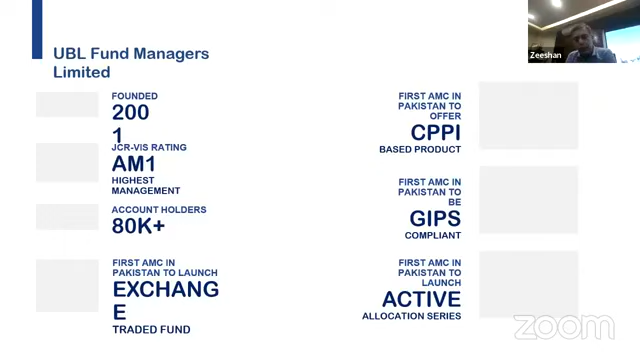 UBL Fund Managers
Limited
FOUNDED
200
1
JCR-VIS RATING
AM1
HIGHEST
MANAGEMENT
ACCOUNT HOLDERS
80K+
FIRST AMC IN
PAKISTAN TO LAUNCH
EXCHANG
E
TRADED FUND
FIRST AMC IN
PAKISTAN TO
OFFER
CPPI
BASED PRODUCT
FIRST AMC IN
PAKISTAN TO
BE
GIPS
COMPLIANT
FIRST AMC IN
PAKISTAN TO
LAUNCH
ACTIVE
ALLOCATION SERIES
Zeeshan
zoom